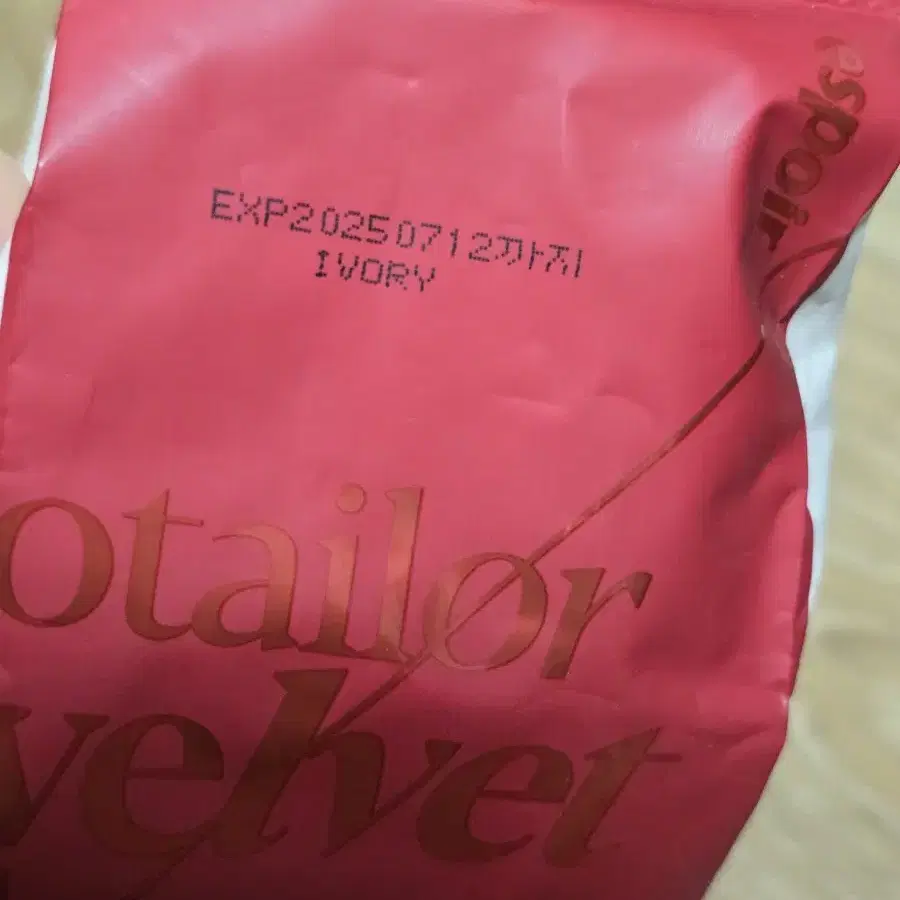 espoir
EXP20250712까지
IVORY
otailor
velvet